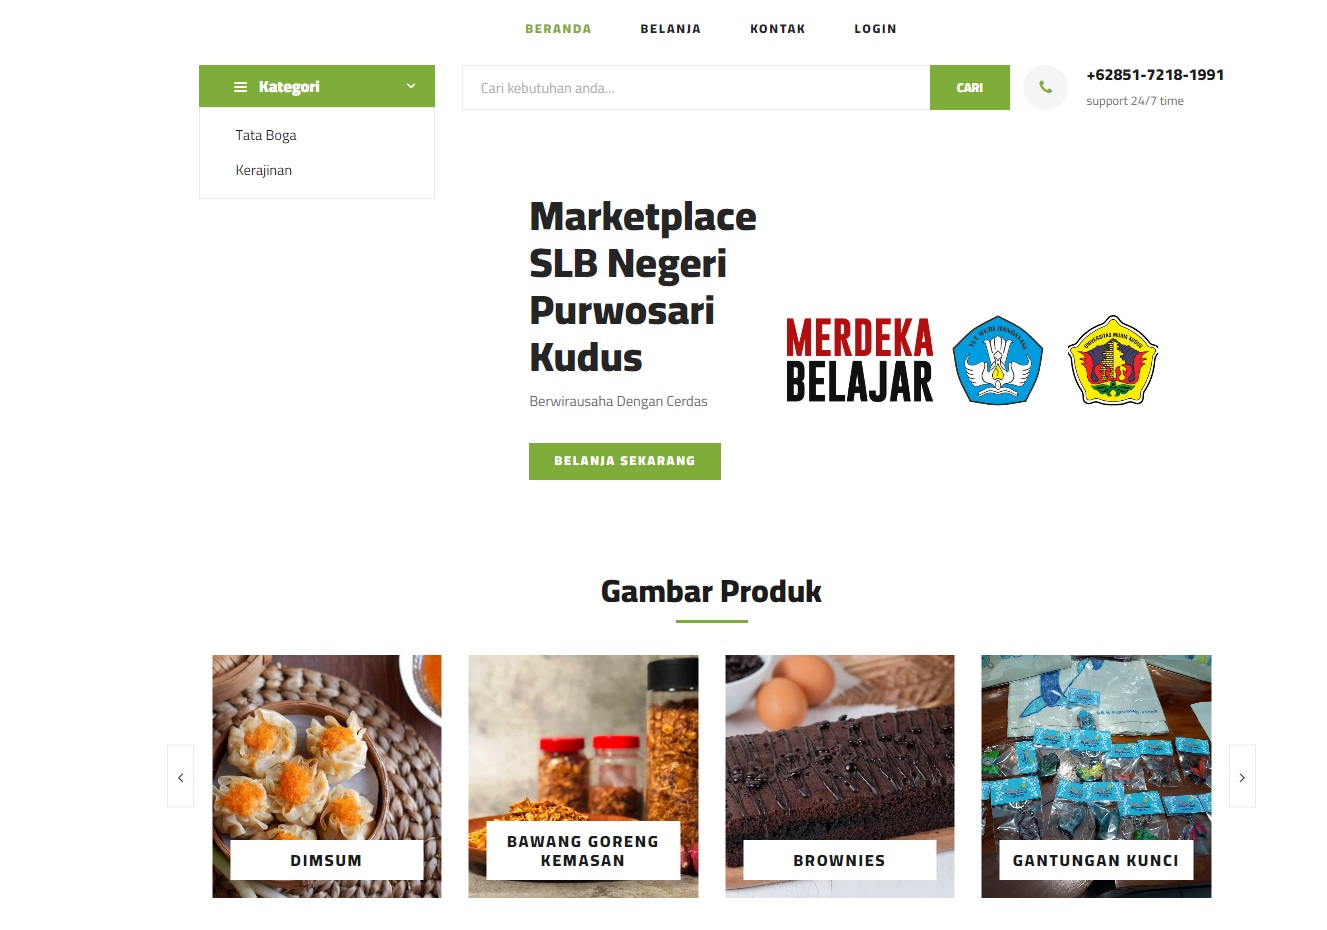 BERANDA BELANJA KONTAK LOGIN
Kategori
Tata Boga
Kerajinan
Cari kebutuhan anda...
CARI
+62851-7218-1991
support 24/7 time
Marketplace
SLB Negeri
Purwosari
Kudus
Berwirausaha Dengan Cerdas
BELANJA SEKARANG
MERDEKA
BELAJAR
TUT WURI HANDAYANI
UNIVERSITAS MURIA KUDUS
Gambar Produk
DIMSUM
BAWANG GORENG
KEMASAN
BROWNIES
GANTUNGAN KUNCI